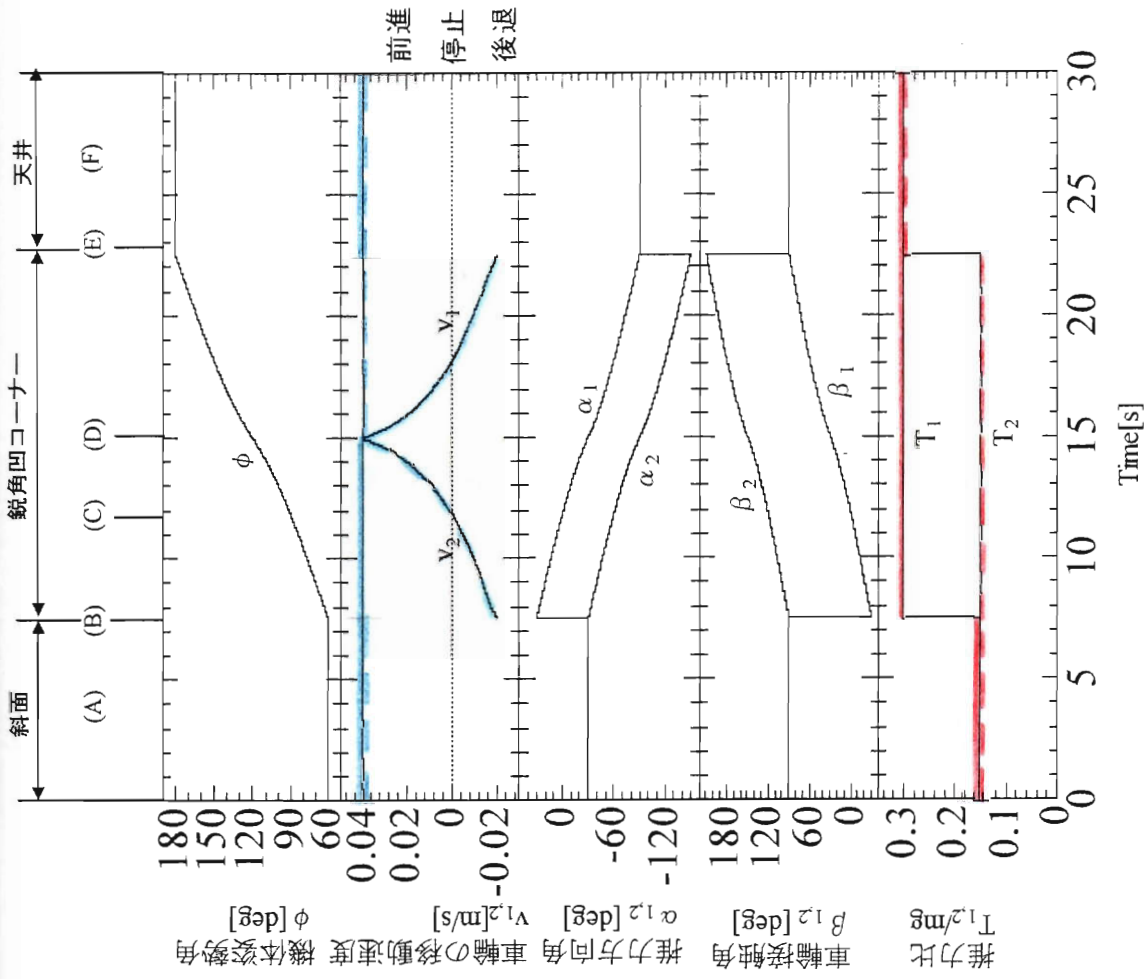 斜面
鋭角凹コーナー
天井
(A)
(B)
(C)
(D)
(E)
(F)
機体姿勢角
φ [deg]
180
150
120
90
60
φ
車輪の移動速度
v1,2[m/s]
0.04
0.02
0
-0.02
v2
v1
前進
停止
後退
推力方向角
α1,2 [deg]
0
-60
-120
α1
α2
車輪接触角
β1,2 [deg]
180
120
60
0
β2
β1
推力比
T1,2/mg
0.3
0.2
0.1
0
T1
T2
0
5
10
15
20
25
30
Time[s]